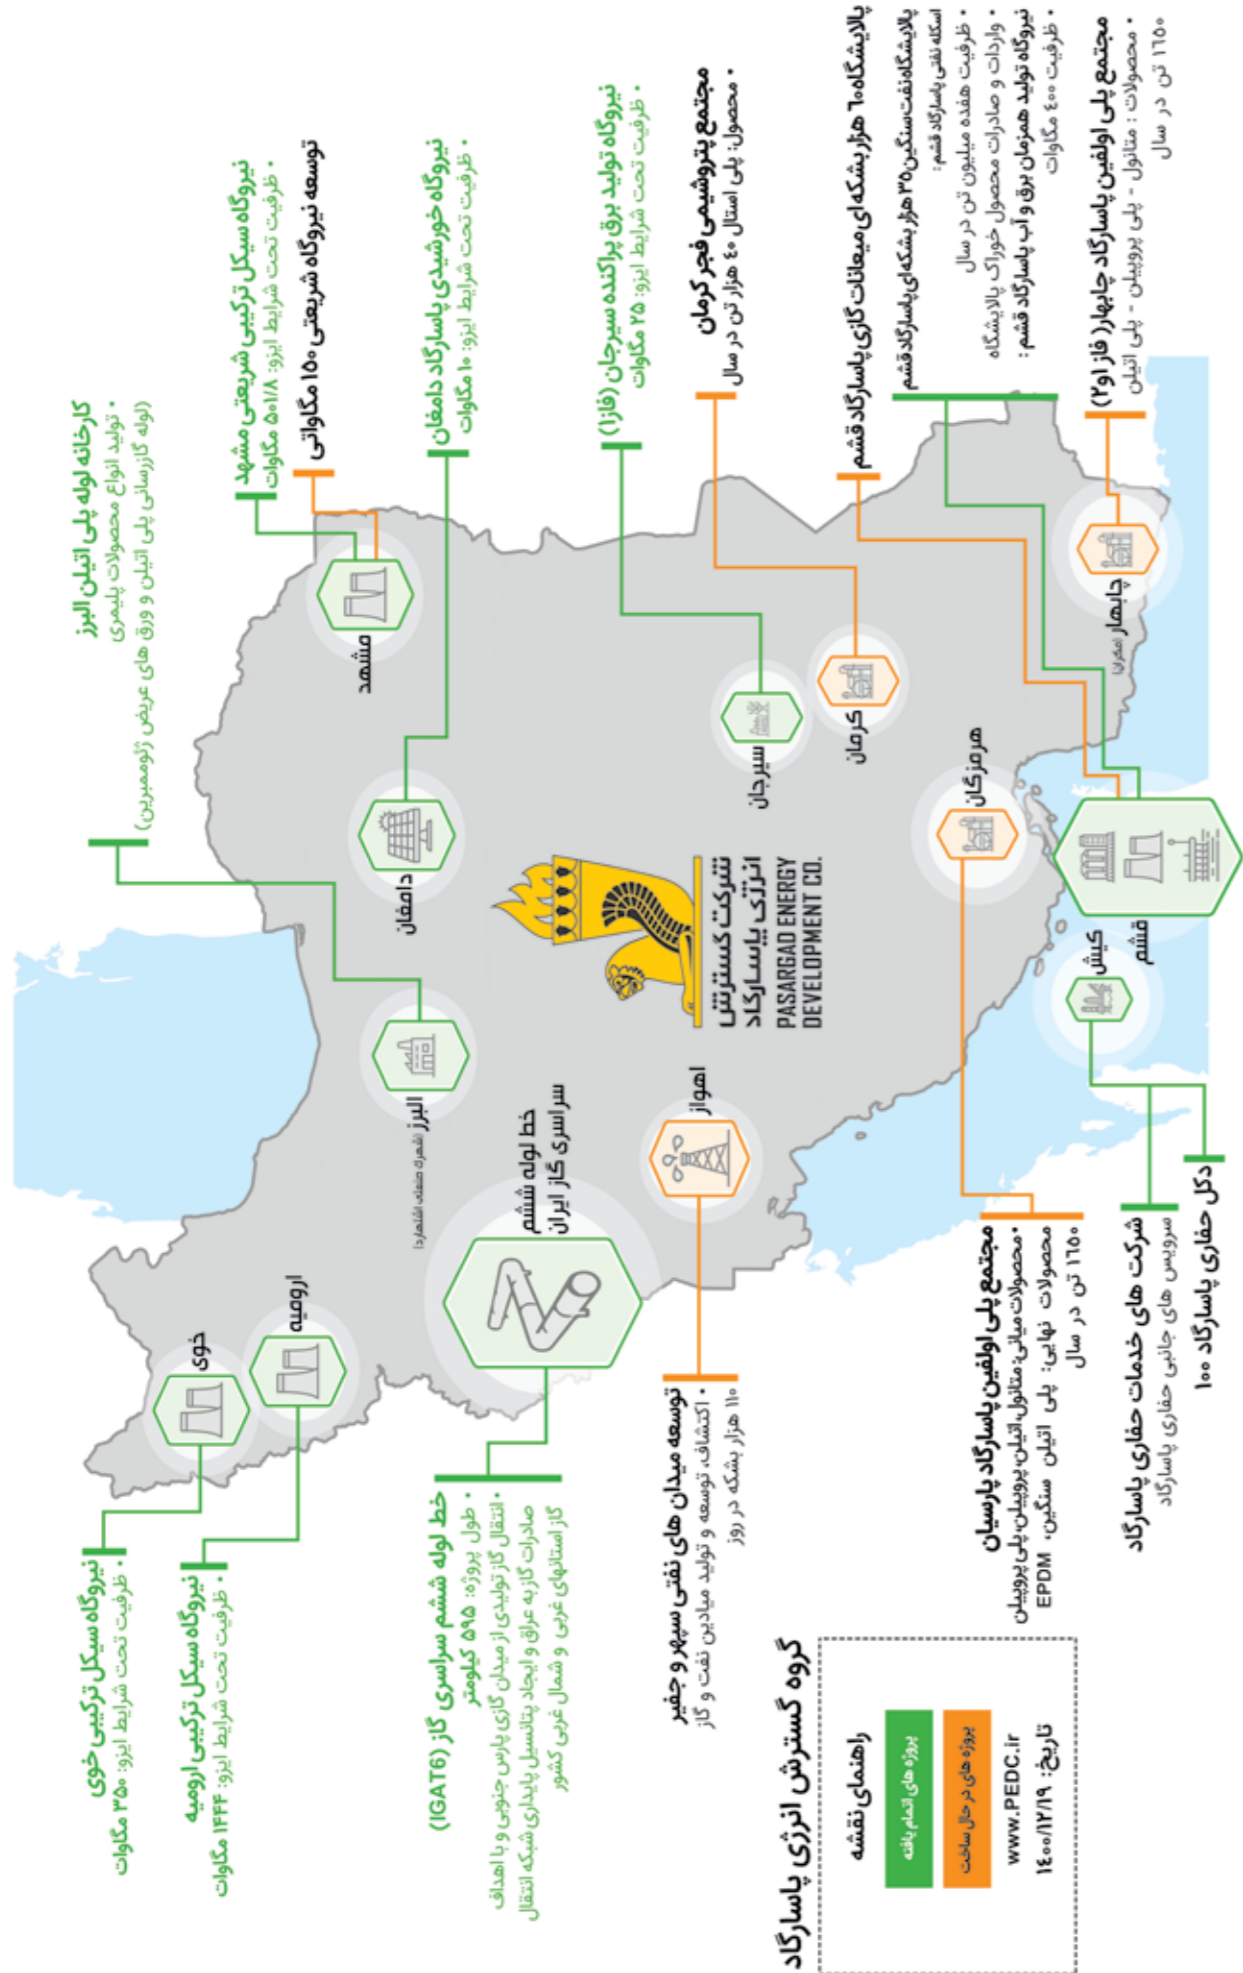 نیروگاه سیکل ترکیبی خوی
• ظرفیت تحت شرایط ایزو: ۳۵۰ مگاوات
نیروگاه سیکل ترکیبی ارومیه
• ظرفیت تحت شرایط ایزو: ۱۴۴۴ مگاوات
خط لوله ششم سراسری گاز (IGAT6)
• طول پروژه: ۵۹۵ کیلومتر
• انتقال گاز تولیدی از میدان گازی پارس جنوبی و با اهداف
صادرات گاز به عراق و ایجاد پتانسیل پایداری شبکه انتقال
گاز استانهای غربی و شمال غربی کشور
توسعه میدان های نفتی سپهر و جفیر
• اکتشاف، توسعه و تولید میادین نفت و گاز
۱۱۰ هزار بشکه در روز
مجتمع پلی اولفین پاسارگاد پارسیان
• محصولات میانی: متانول، اتیلن، پروپیلن، پلی پروپیلن
محصولات نهایی: پلی اتیلن سنگین، EPDM
۱٦۵۰ تن در سال
شرکت های خدمات حفاری پاسارگاد
سرویس های جانبی حفاری پاسارگاد
دکل حفاری پاسارگاد ۱۰۰
کارخانه لوله پلی اتیلن البرز
• تولید انواع محصولات پلیمری
(لوله گازرسانی پلی اتیلن و ورق های عریض ژئوممبرین)
نیروگاه سیکل ترکیبی شریعتی مشهد
• ظرفیت تحت شرایط ایزو: ۵۰۱/۸ مگاوات
توسعه نیروگاه شریعتی ۱۵۰ مگاواتی
نیروگاه خورشیدی پاسارگاد دامغان
• ظرفیت تحت شرایط ایزو: ۱۰ مگاوات
نیروگاه تولید برق پراکنده سیرجان (فاز۱)
• ظرفیت تحت شرایط ایزو: ۲۵ مگاوات
مجتمع پتروشیمی فجر کرمان
• محصول: پلی استال ٤۰ هزار تن در سال
پالایشگاه ٦۰ هزار بشکه ای میعانات گازی پاسارگاد قشم
پالایشگاه نفت سنگین ۳۵ هزار بشکه ای پاسارگاد قشم
اسکله نفتی پاسارگاد قشم:
• ظرفیت هفده میلیون تن در سال
• واردات و صادرات محصول خوراک پالایشگاه
نیروگاه تولید همزمان برق و آب پاسارگاد قشم:
• ظرفیت ٤۰۰ مگاوات
مجتمع پلی اولفین پاسارگاد چابهار( فاز ۱و۲)
• محصولات : متانول - پلی پروپیلن - پلی اتیلن
۱٦۵۰ تن در سال
خوی
ارومیه
البرز (شهرک صنعتی اشتهارد)
دامغان
مشهد
خط لوله ششم
سراسری گاز ایران
اهواز
سیرجان
کرمان
هرمزگان
چابهار (مکران)
کیش
قشم
شرکت گسترش
انرژی پاسارگاد
PASARGAD ENERGY
DEVELOPMENT CO.
گروه گسترش انرژی پاسارگاد
راهنمای نقشه
پروژه های اتمام یافته
پروژه های در حال ساخت
www.PEDC.ir
تاریخ: ۱٤۰۰/۱۲/۱۹